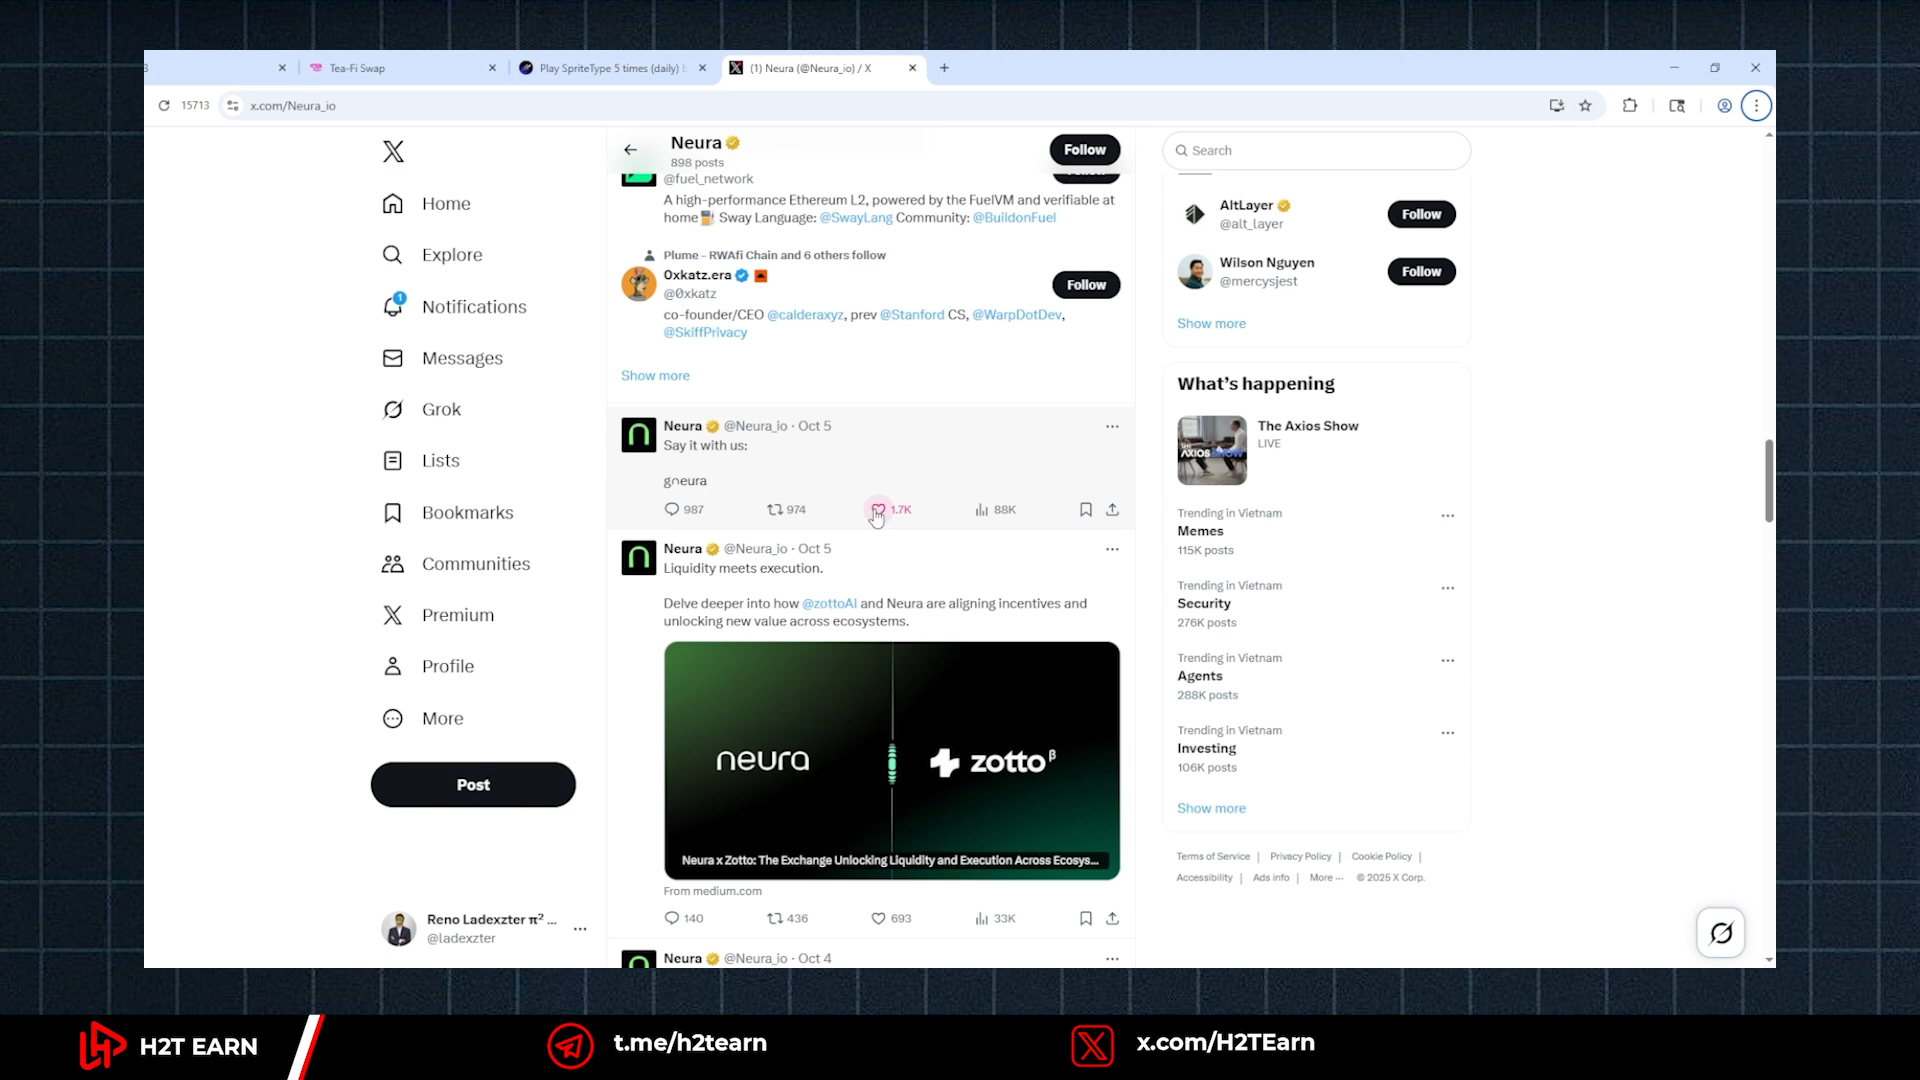 3
Tea-Fi Swap
Play SpriteType 5 times (daily)
(1) Neura (@Neura_io) / X
15713
x.com/Neura_io
Home
Explore
1
Notifications
Messages
Grok
Lists
Bookmarks
Communities
Premium
Profile
More
Post
Reno Ladexzter π² ...
@ladexzter
Neura
898 posts
Follow
@fuel_network
A high-performance Ethereum L2, powered by the FuelVM and verifiable at
home Sway Language: @SwayLang Community: @BuildonFuel
Plume - RWAfi Chain and 6 others follow
0xkatz.era
@0xkatz
Follow
co-founder/CEO @calderaxyz, prev @Stanford CS, @WarpDotDev,
@SkiffPrivacy
Show more
Neura @Neura_io · Oct 5
Say it with us:
gneura
987 974 1.7K 88K
Neura @Neura_io · Oct 5
Liquidity meets execution.
Delve deeper into how @zottoAI and Neura are aligning incentives and
unlocking new value across ecosystems.
neura zotto β
Neura x Zotto: The Exchange Unlocking Liquidity and Execution Across Ecosys...
From medium.com
140 436 693 33K
Neura @Neura_io · Oct 4
Search
AltLayer
@alt_layer
Follow
Wilson Nguyen
@mercysjest
Follow
Show more
What's happening
The Axios Show
LIVE
THE
AXIOS SHOW
Trending in Vietnam
Memes
115K posts
Trending in Vietnam
Security
276K posts
Trending in Vietnam
Agents
288K posts
Trending in Vietnam
Investing
106K posts
Show more
Terms of Service | Privacy Policy | Cookie Policy |
Accessibility | Ads info | More ··· © 2025 X Corp.
H2T EARN
t.me/h2tearn
x.com/H2TEarn